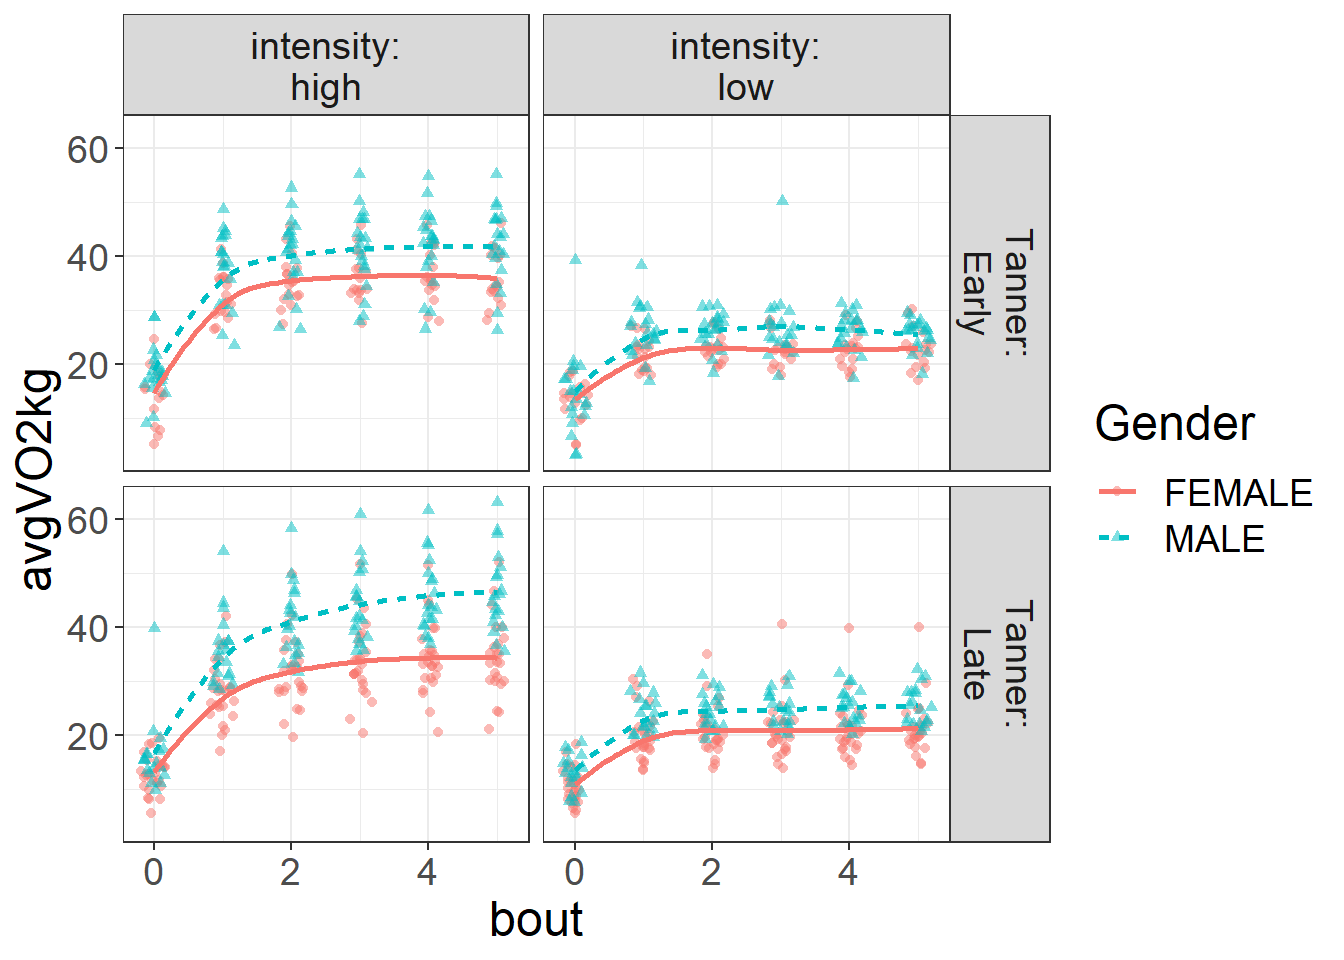 intensity:
high
intensity:
low
60
40
20
Tanner:
Early
60
40
20
Tanner:
Late
0
2
4
0
2
4
bout
avgVO2kg
Gender
FEMALE
MALE